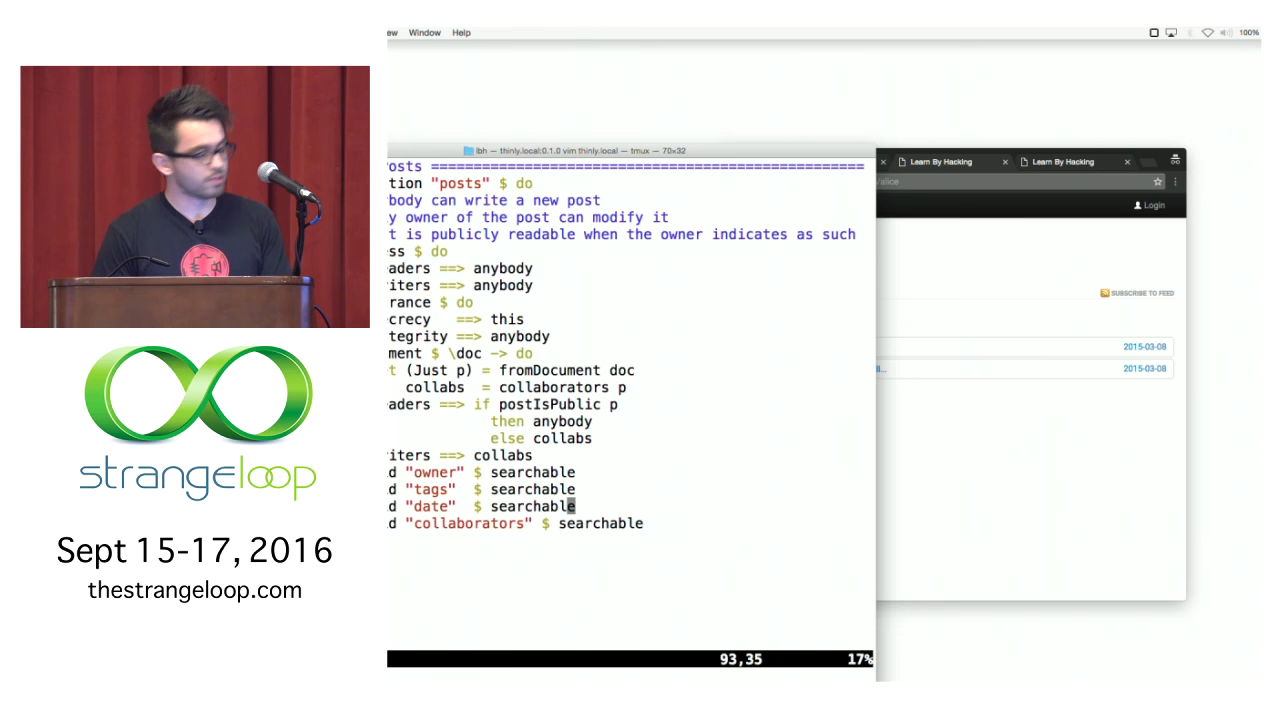 ew Window Help
100%
lbh — thinly.local:0.1.0 vim thinly.local — tmux — 70×32
osts ===================================================
tion "posts" $ do
body can write a new post
y owner of the post can modify it
t is publicly readable when the owner indicates as such
ss $ do
aders ==> anybody
iters ==> anybody
rance $ do
crecy ==> this
tegrity ==> anybody
ment $ \doc -> do
t (Just p) = fromDocument doc
collabs = collaborators p
aders ==> if postIsPublic p
then anybody
else collabs
iters ==> collabs
d "owner" $ searchable
d "tags" $ searchable
d "date" $ searchable
d "collaborators" $ searchable
93,35 17%
Learn By Hacking
Learn By Hacking
/alice
Login
SUBSCRIBE TO FEED
2015-03-08
2015-03-08
strangeloop
Sept 15-17, 2016
thestrangeloop.com